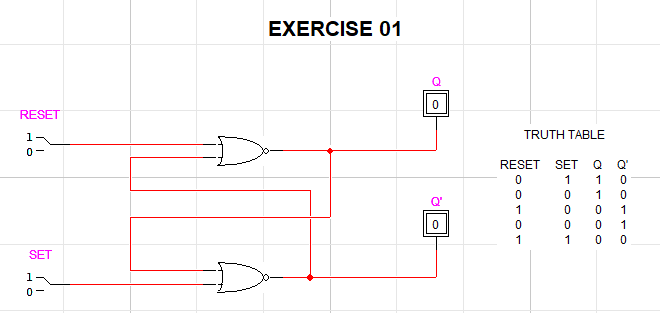 EXERCISE 01
Q
0
RESET
1
0
TRUTH TABLE
RESET SET Q Q'
0 1 1 0
0 0 1 0
1 0 0 1
0 0 0 1
1 1 0 0
Q'
0
SET
1
0